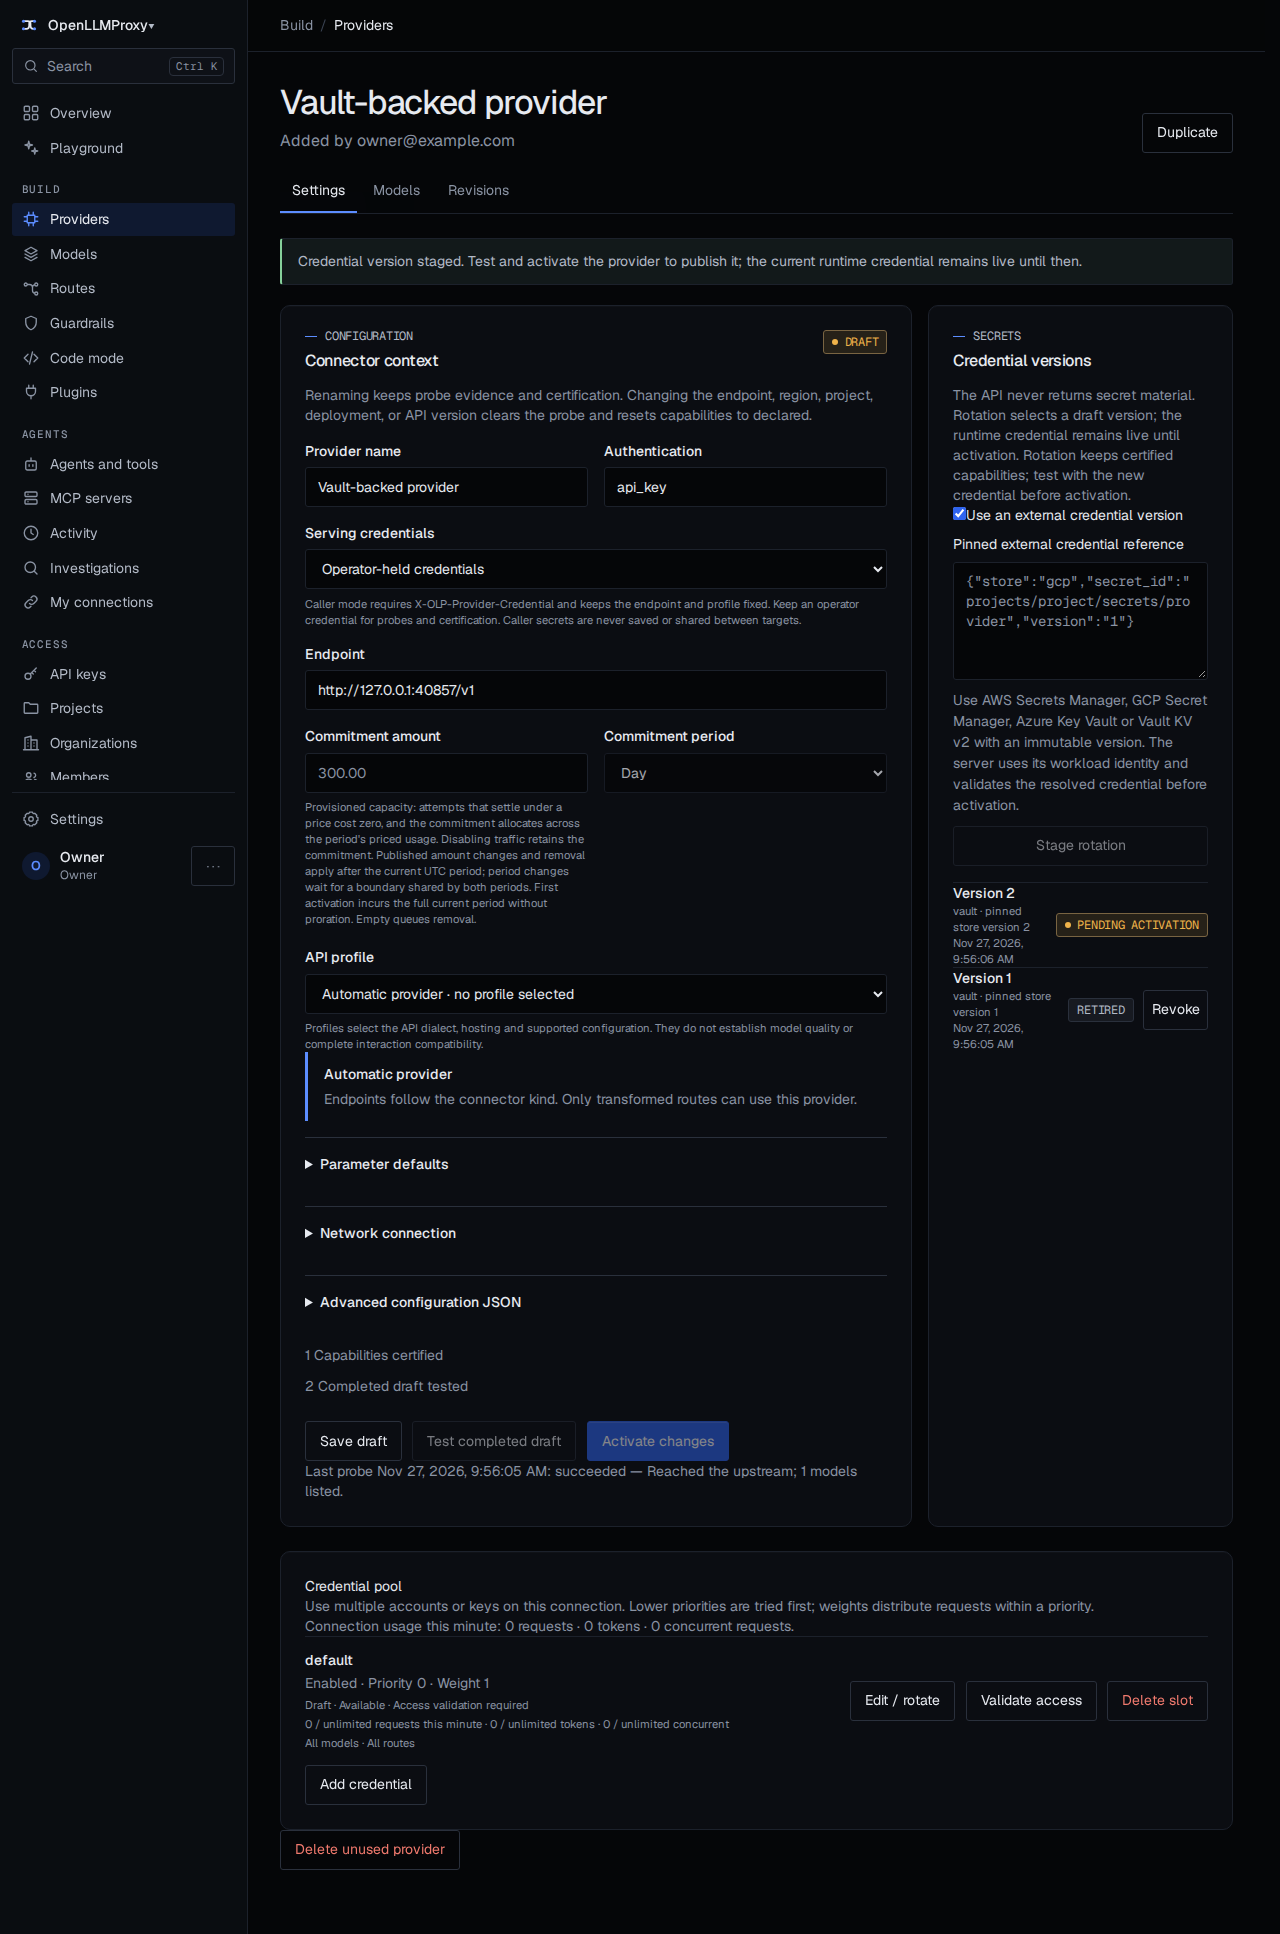 OpenLLMProxy▾
Search
Ctrl K
Overview
Playground
BUILD
Providers
Models
Routes
Guardrails
Code mode
Plugins
AGENTS
Agents and tools
MCP servers
Activity
Investigations
My connections
ACCESS
API keys
Projects
Organizations
Members
Settings
O
Owner
Owner
···
Build / Providers
Vault-backed provider
Added by owner@example.com
Duplicate
Settings
Models
Revisions
Credential version staged. Test and activate the provider to publish it; the current runtime credential remains live until then.
— CONFIGURATION
DRAFT
Connector context
Renaming keeps probe evidence and certification. Changing the endpoint, region, project,
deployment, or API version clears the probe and resets capabilities to declared.
Provider name
Authentication
Vault-backed provider
api_key
Serving credentials
Operator-held credentials
Caller mode requires X-OLP-Provider-Credential and keeps the endpoint and profile fixed. Keep an operator
credential for probes and certification. Caller secrets are never saved or shared between targets.
Endpoint
http://127.0.0.1:40857/v1
Commitment amount
Commitment period
300.00
Day
Provisioned capacity: attempts that settle under a
price cost zero, and the commitment allocates across
the period's priced usage. Disabling traffic retains the
commitment. Published amount changes and removal
apply after the current UTC period; period changes
wait for a boundary shared by both periods. First
activation incurs the full current period without
proration. Empty queues removal.
API profile
Automatic provider · no profile selected
Profiles select the API dialect, hosting and supported configuration. They do not establish model quality or
complete interaction compatibility.
Automatic provider
Endpoints follow the connector kind. Only transformed routes can use this provider.
Parameter defaults
Network connection
Advanced configuration JSON
1 Capabilities certified
2 Completed draft tested
Save draft
Test completed draft
Activate changes
Last probe Nov 27, 2026, 9:56:05 AM: succeeded — Reached the upstream; 1 models
listed.
— SECRETS
Credential versions
The API never returns secret material.
Rotation selects a draft version; the
runtime credential remains live until
activation. Rotation keeps certified
capabilities; test with the new
credential before activation.
Use an external credential version
Pinned external credential reference
{"store":"gcp","secret_id":"
projects/project/secrets/pro
vider","version":"1"}
Use AWS Secrets Manager, GCP Secret
Manager, Azure Key Vault or Vault KV
v2 with an immutable version. The
server uses its workload identity and
validates the resolved credential before
activation.
Stage rotation
Version 2
vault · pinned
store version 2
Nov 27, 2026,
9:56:06 AM
PENDING ACTIVATION
Version 1
vault · pinned store
version 1
Nov 27, 2026,
9:56:05 AM
RETIRED
Revoke
Credential pool
Use multiple accounts or keys on this connection. Lower priorities are tried first; weights distribute requests within a priority.
Connection usage this minute: 0 requests · 0 tokens · 0 concurrent requests.
default
Enabled · Priority 0 · Weight 1
Draft · Available · Access validation required
0 / unlimited requests this minute · 0 / unlimited tokens · 0 / unlimited concurrent
All models · All routes
Edit / rotate
Validate access
Delete slot
Add credential
Delete unused provider